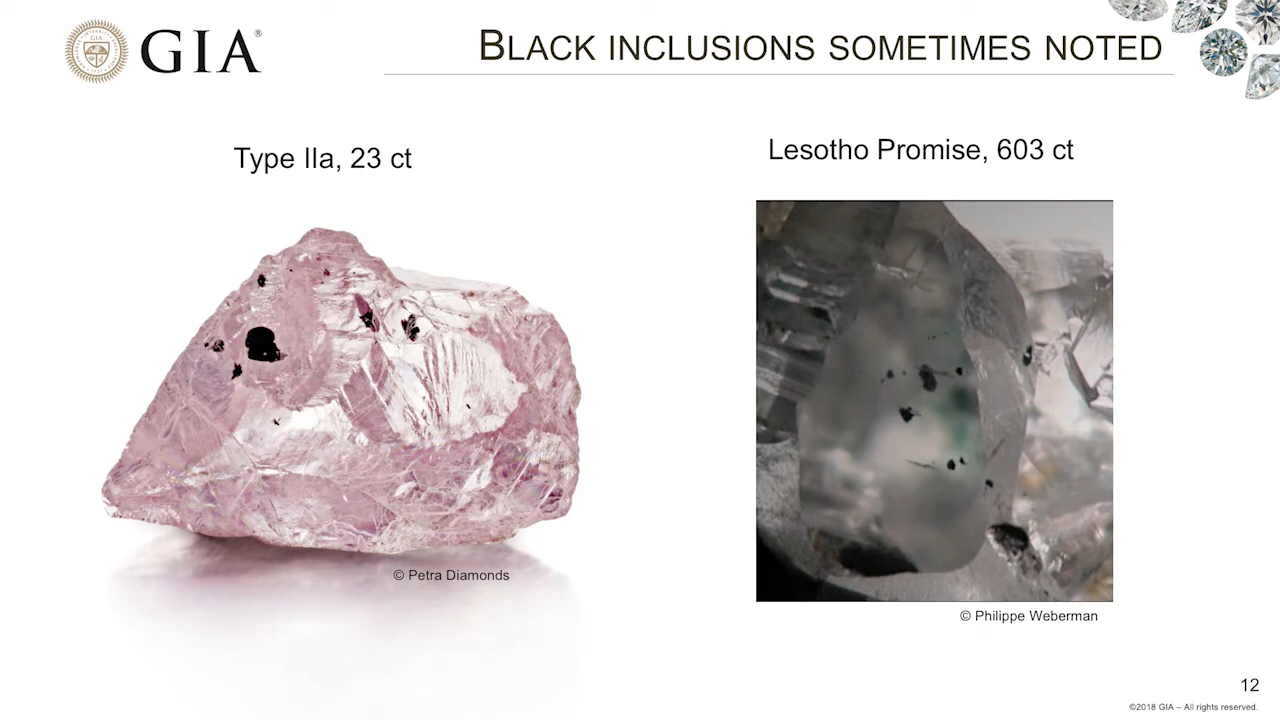 GIA®
BLACK INCLUSIONS SOMETIMES NOTED
Type IIa, 23 ct
Lesotho Promise, 603 ct
© Petra Diamonds
© Philippe Weberman
12
©2018 GIA – All rights reserved.